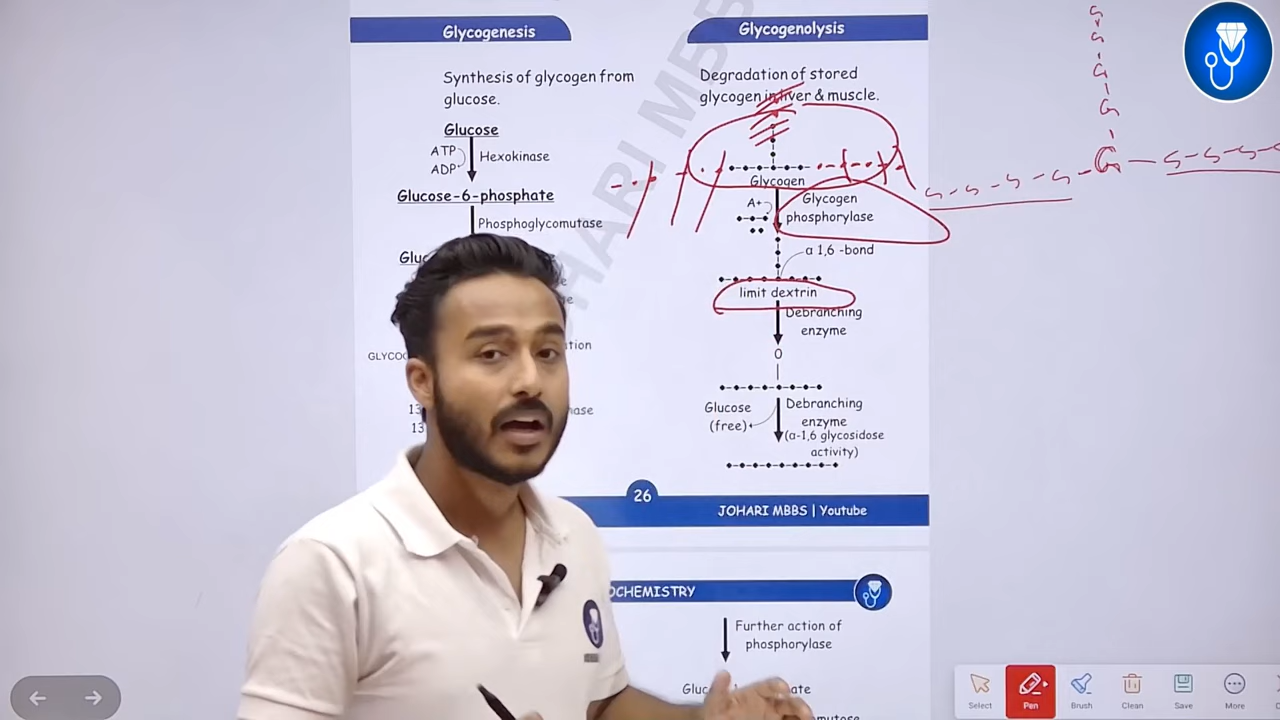 Glycogenesis
Synthesis of glycogen from
glucose.
Glucose
ATP
ADP
Hexokinase
Glucose-6-phosphate
Phosphoglycomutase
Glycogenolysis
Degradation of stored
glycogen in liver & muscle.
Glycogen
A+
Glycogen
phosphorylase
α 1,6 -bond
limit dextrin
Debranching
enzyme
0
Glucose
(free)
Debranching
enzyme
(α-1,6 glycosidose
activity)
26
JOHARI MBBS | Youtube
Further action of
phosphorylase
Select
Pen
Brush
Clean
Save
More